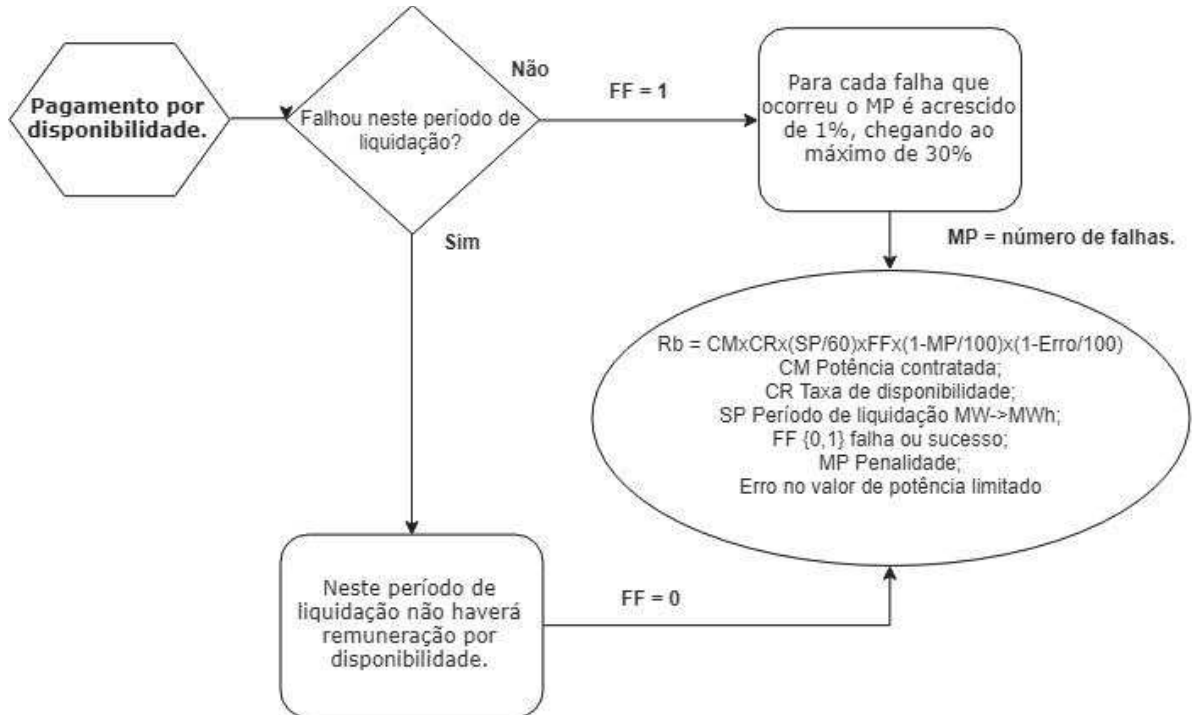 Pagamento por
disponibilidade.
Falhou neste período de
liquidação?
Não
FF = 1
Para cada falha que
ocorreu o MP é acrescido
de 1%, chegando ao
máximo de 30%
Sim
MP = número de falhas.
Rb = CMxCRx(SP/60)xFFx(1-MP/100)x(1-Erro/100)
CM Potência contratada;
CR Taxa de disponibilidade;
SP Período de liquidação MW->MWh;
FF {0,1} falha ou sucesso;
MP Penalidade;
Erro no valor de potência limitado
Neste período de
liquidação não haverá
remuneração por
disponibilidade.
FF = 0